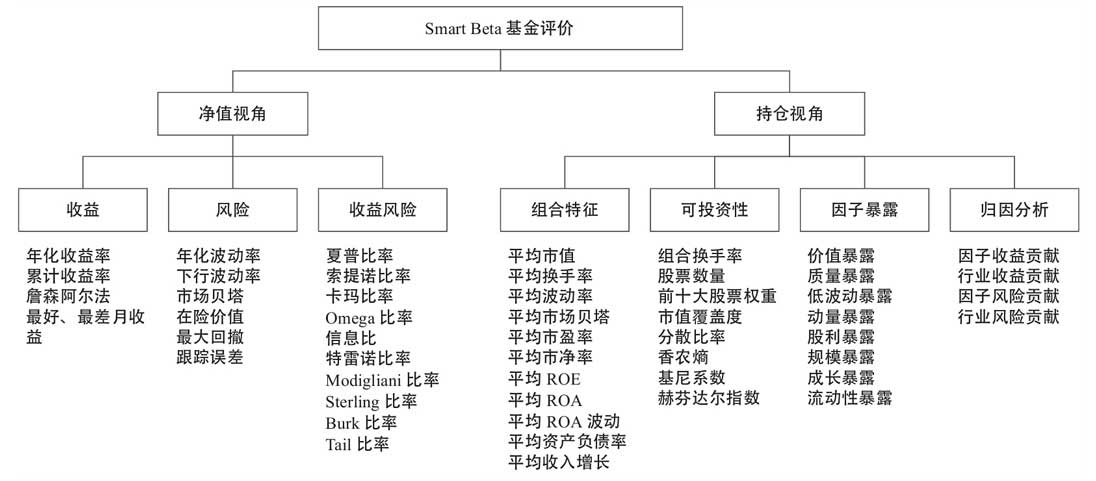 Smart Beta 基金评价
净值视角
持仓视角
收益
风险
收益风险
组合特征
可投资性
因子暴露
归因分析
年化收益率
累计收益率
詹森阿尔法
最好、最差月收
益
年化波动率
下行波动率
市场贝塔
在险价值
最大回撤
跟踪误差
夏普比率
索提诺比率
卡玛比率
Omega 比率
信息比
特雷诺比率
Modigliani 比率
Sterling 比率
Burk 比率
Tail 比率
平均市值
平均换手率
平均波动率
平均市场贝塔
平均市盈率
平均市净率
平均 ROE
平均 ROA
平均 ROA 波动
平均资产负债率
平均收入增长
组合换手率
股票数量
前十大股票权重
市值覆盖度
分散比率
香农熵
基尼系数
赫芬达尔指数
价值暴露
质量暴露
低波动暴露
动量暴露
股利暴露
规模暴露
成长暴露
流动性暴露
因子收益贡献
行业收益贡献
因子风险贡献
行业风险贡献